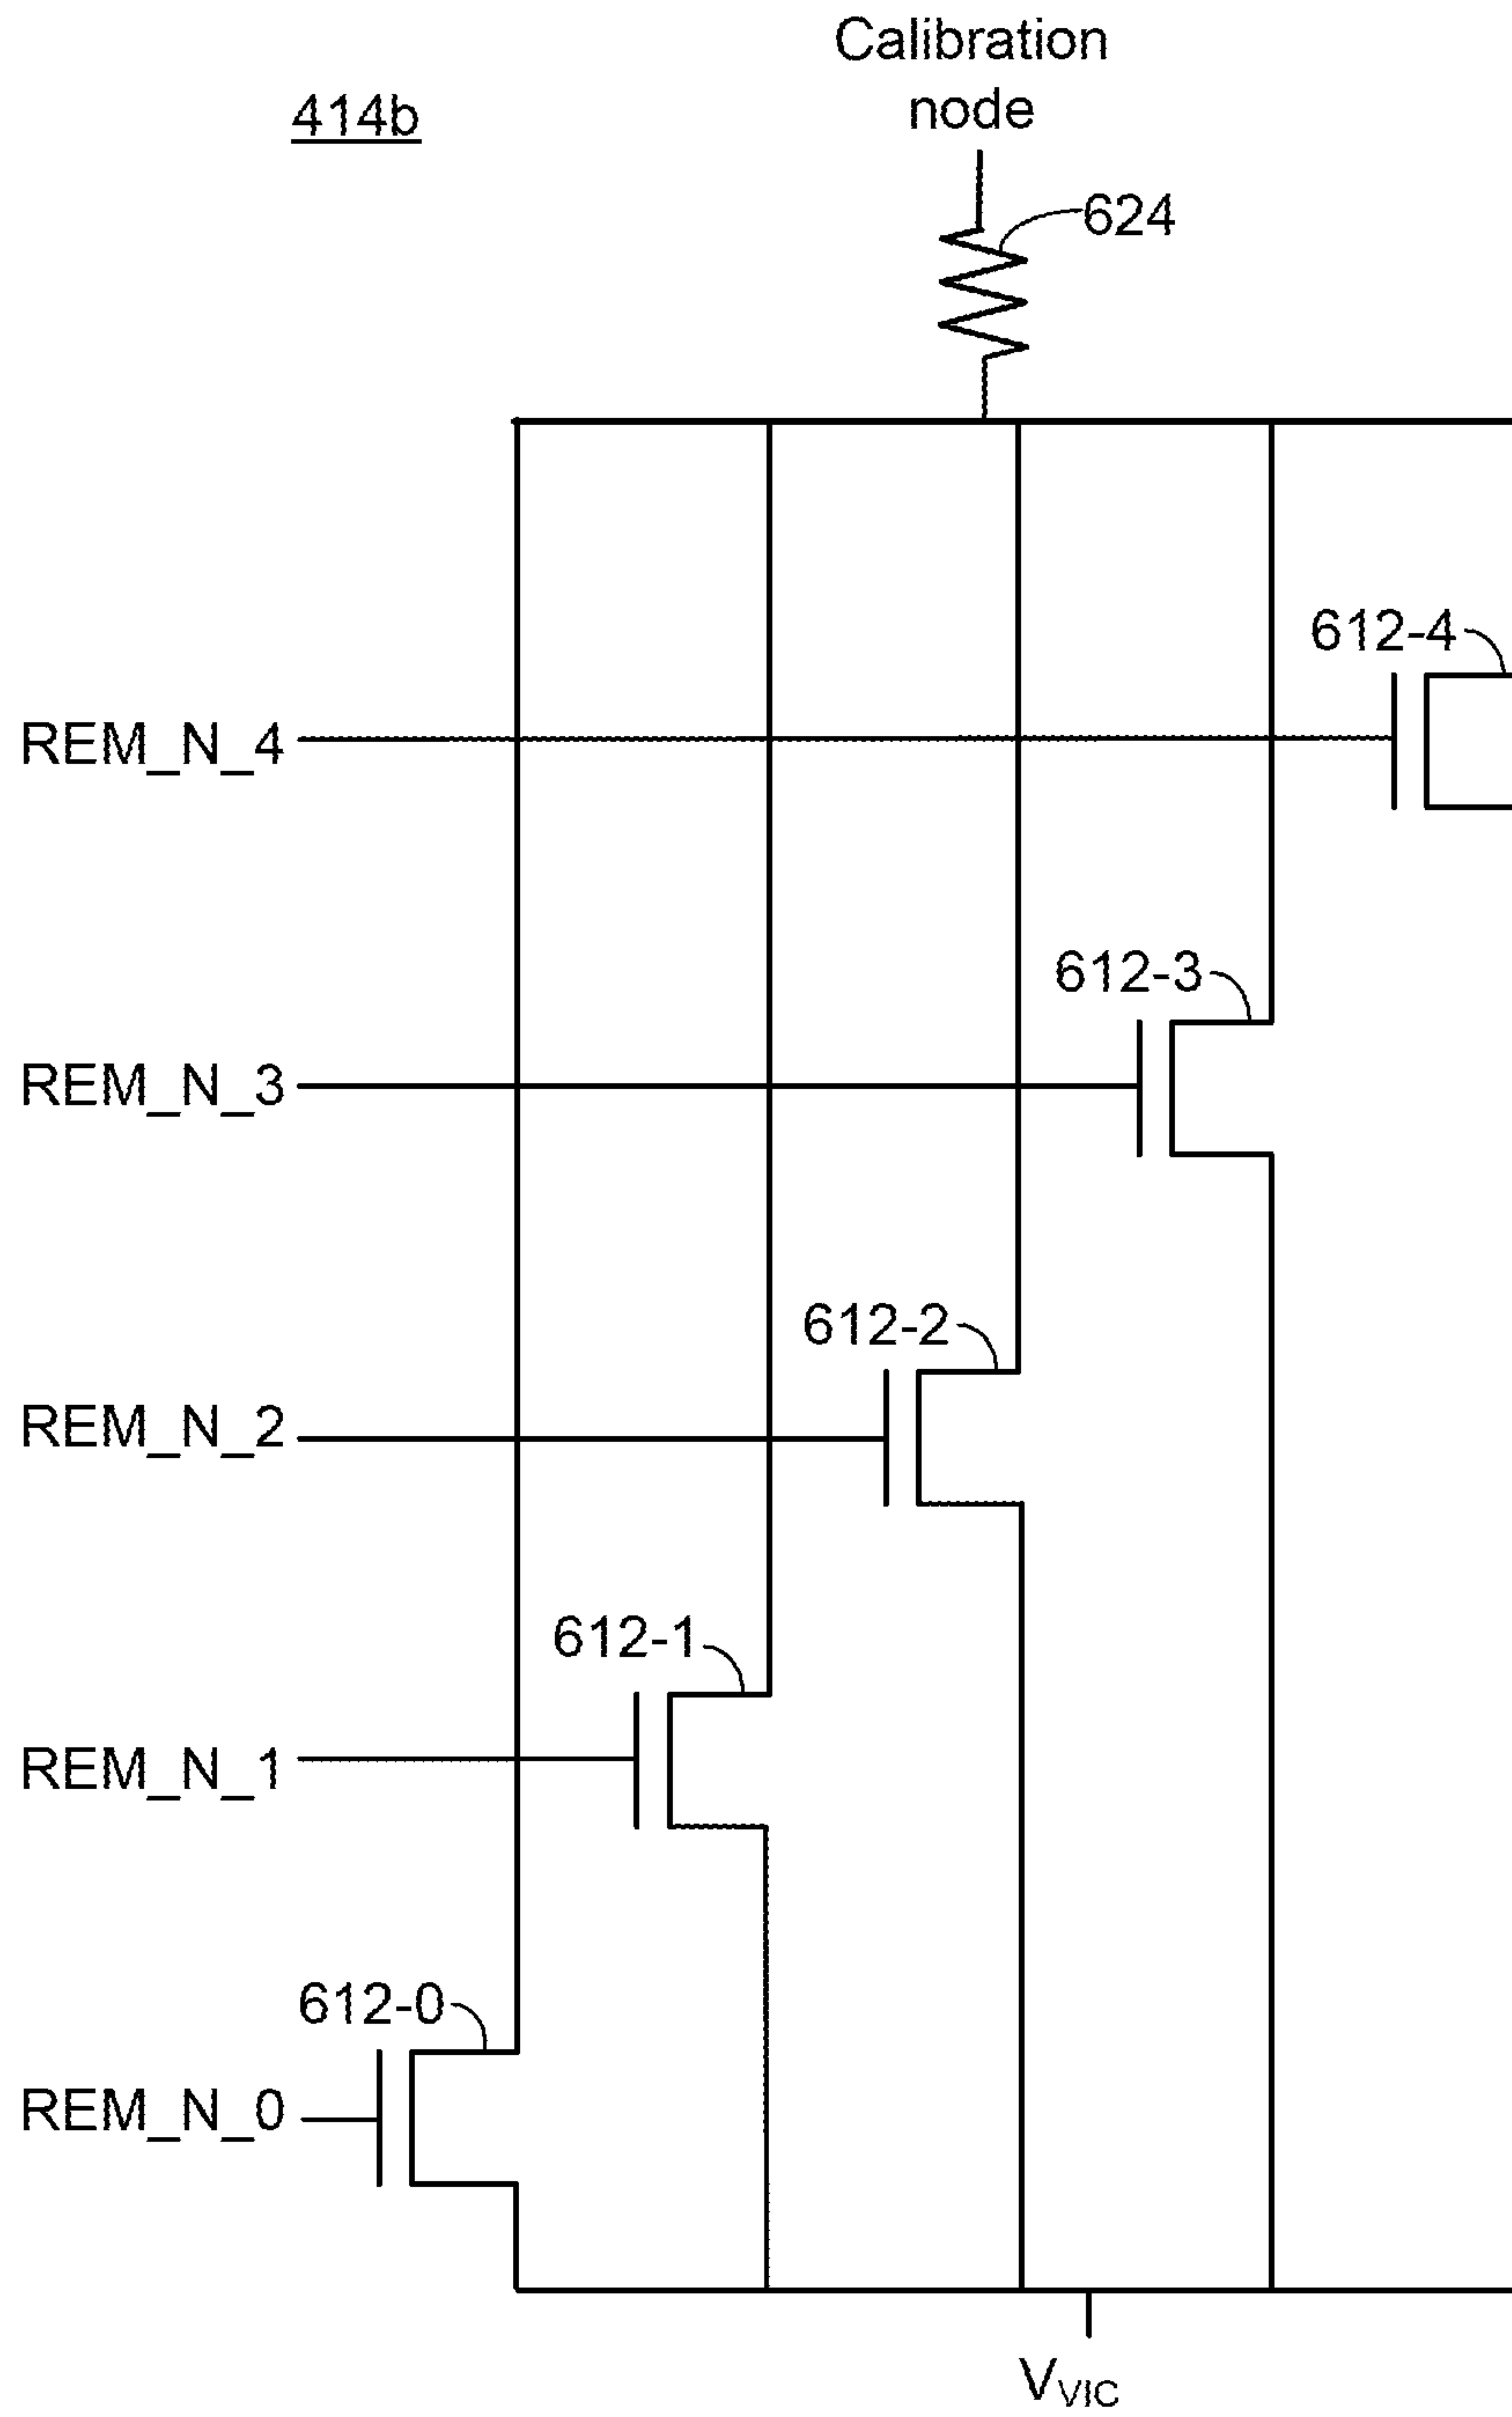 Calibration
node
414b
624
612-4
REM_N_4
612-3
REM_N_3
612-2
REM_N_2
612-1
REM_N_1
612-0
REM_N_0
VVIC